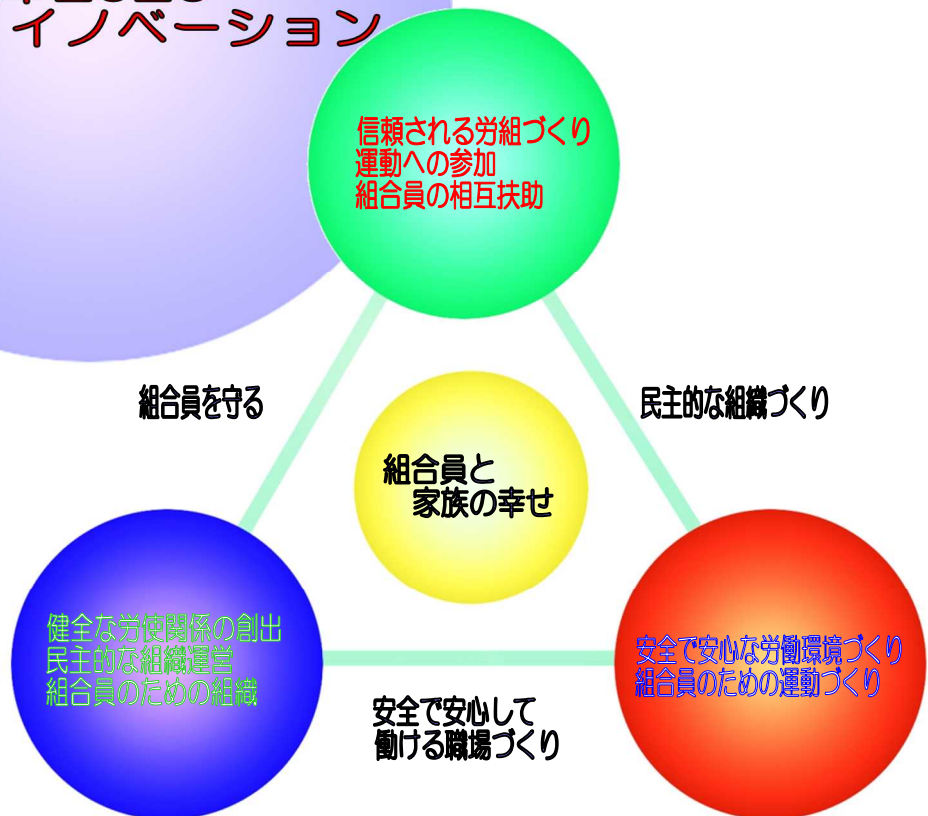 イノベーション
信頼される労組づくり
運動への参加
組合員の相互扶助
組合員を守る
民主的な組織づくり
組合員と
家族の幸せ
健全な労使関係の創出
民主的な組織運営
組合員のための組織
安全で安心な労働環境づくり
組合員のための運動づくり
安全で安心して
働ける職場づくり